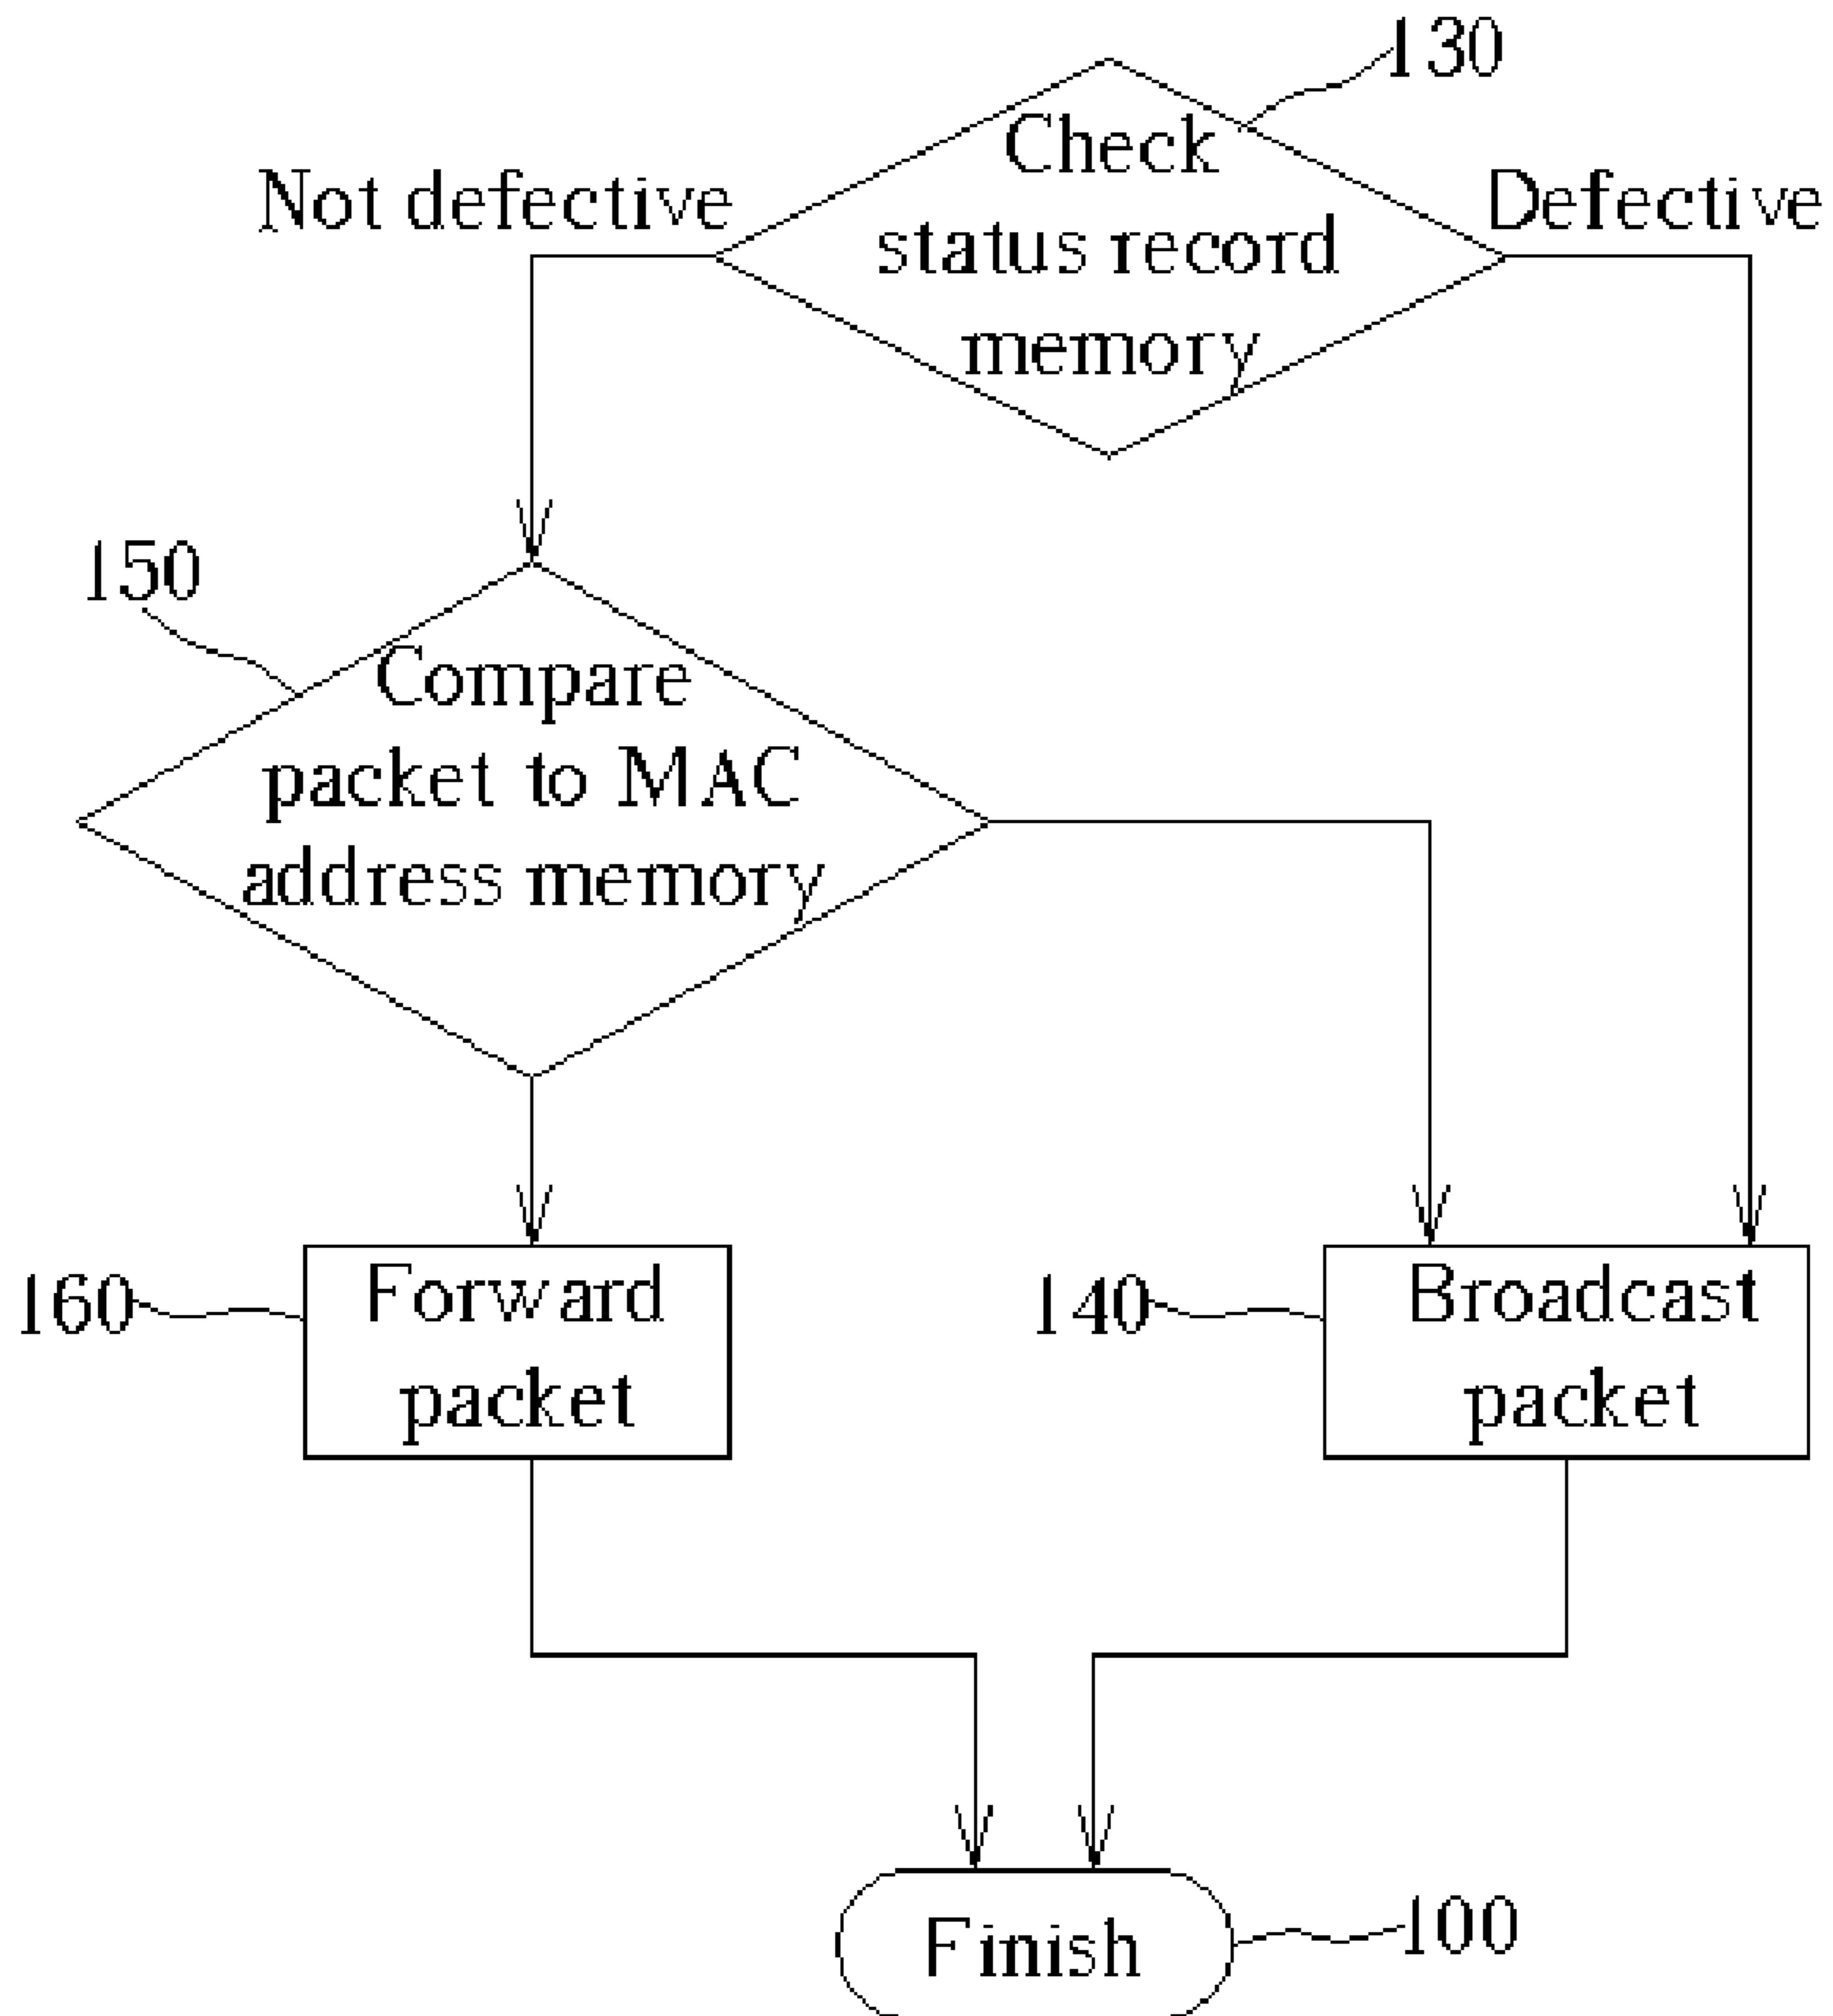 130
Check
status record
memory
Not defective
Defective
150
Compare
packet to MAC
address memory
160
Forward
packet
140
Broadcast
packet
Finish
100